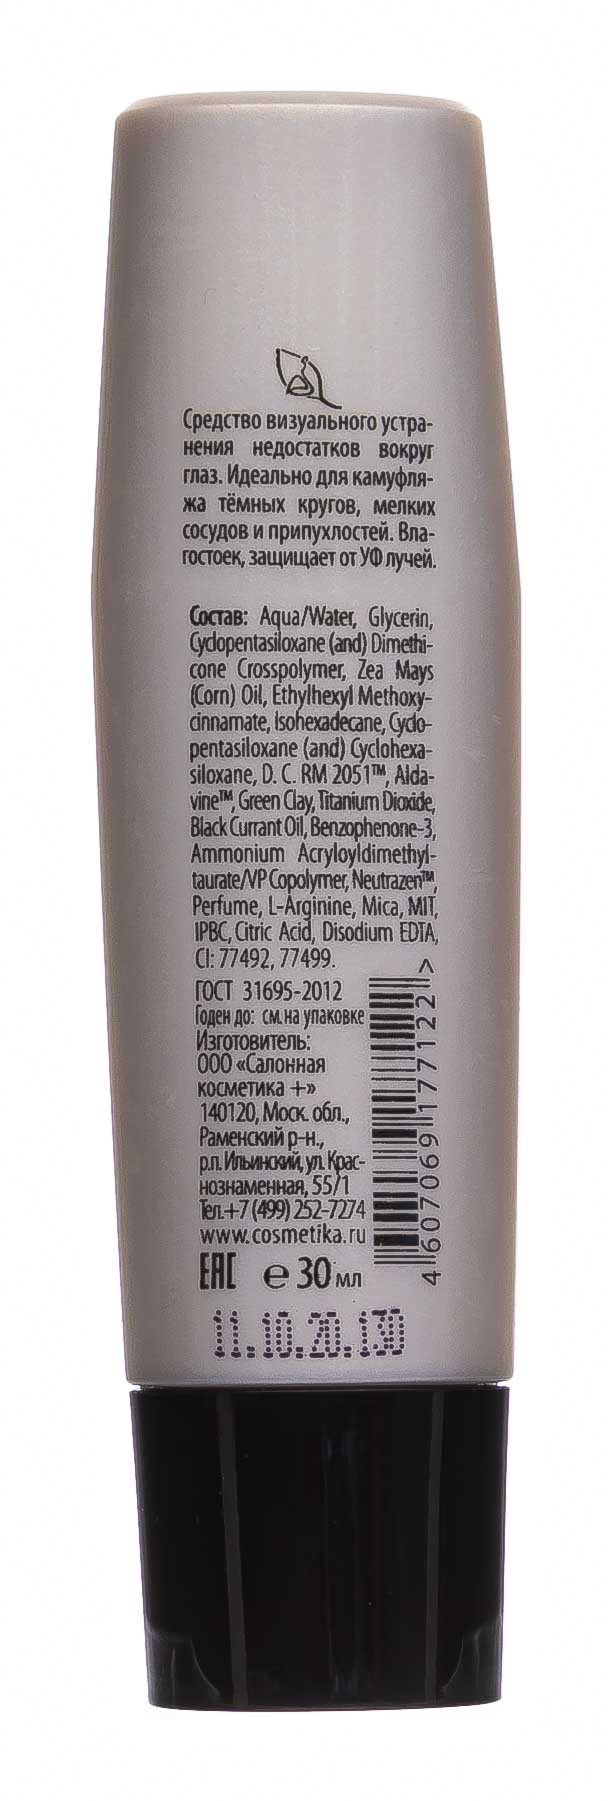 Средство визуального устра-
нения недостатков вокруг
глаз. Идеально для камуфля-
жа тёмных кругов, мелких
сосудов и припухлостей. Вла-
гостоек, защищает от УФ лучей.
Состав: Aqua/Water, Glycerin,
Cyclopentasiloxane (and) Dimethi-
cone Crosspolymer, Zea Mays
(Corn) Oil, Ethylhexyl Methoxy-
cinnamate, Isohexadecane, Cyclo-
pentasiloxane (and) Cyclohexa-
siloxane, D. C. RM 2051™, Alda-
vine™, Green Clay, Titanium Dioxide,
Black Currant Oil, Benzophenone-3,
Ammonium Acryloyldimethyl-
taurate/VP Copolymer, Neutrazen™,
Perfume, L-Arginine, Mica, MIT,
IPBC, Citric Acid, Disodium EDTA,
CI: 77492, 77499.
ГОСТ 31695-2012
Годен до: см. на упаковке
Изготовитель:
ООО «Салонная
косметика +»
140120, Моск. обл.,
Раменский р-н.,
р.п. Ильинский, ул. Крас-
нознаменная, 55/1
Тел.+7 (499) 252-7274
www.cosmetika.ru
EAC ℮ 30 мл
4 607069 177122 >
11.10.20.130